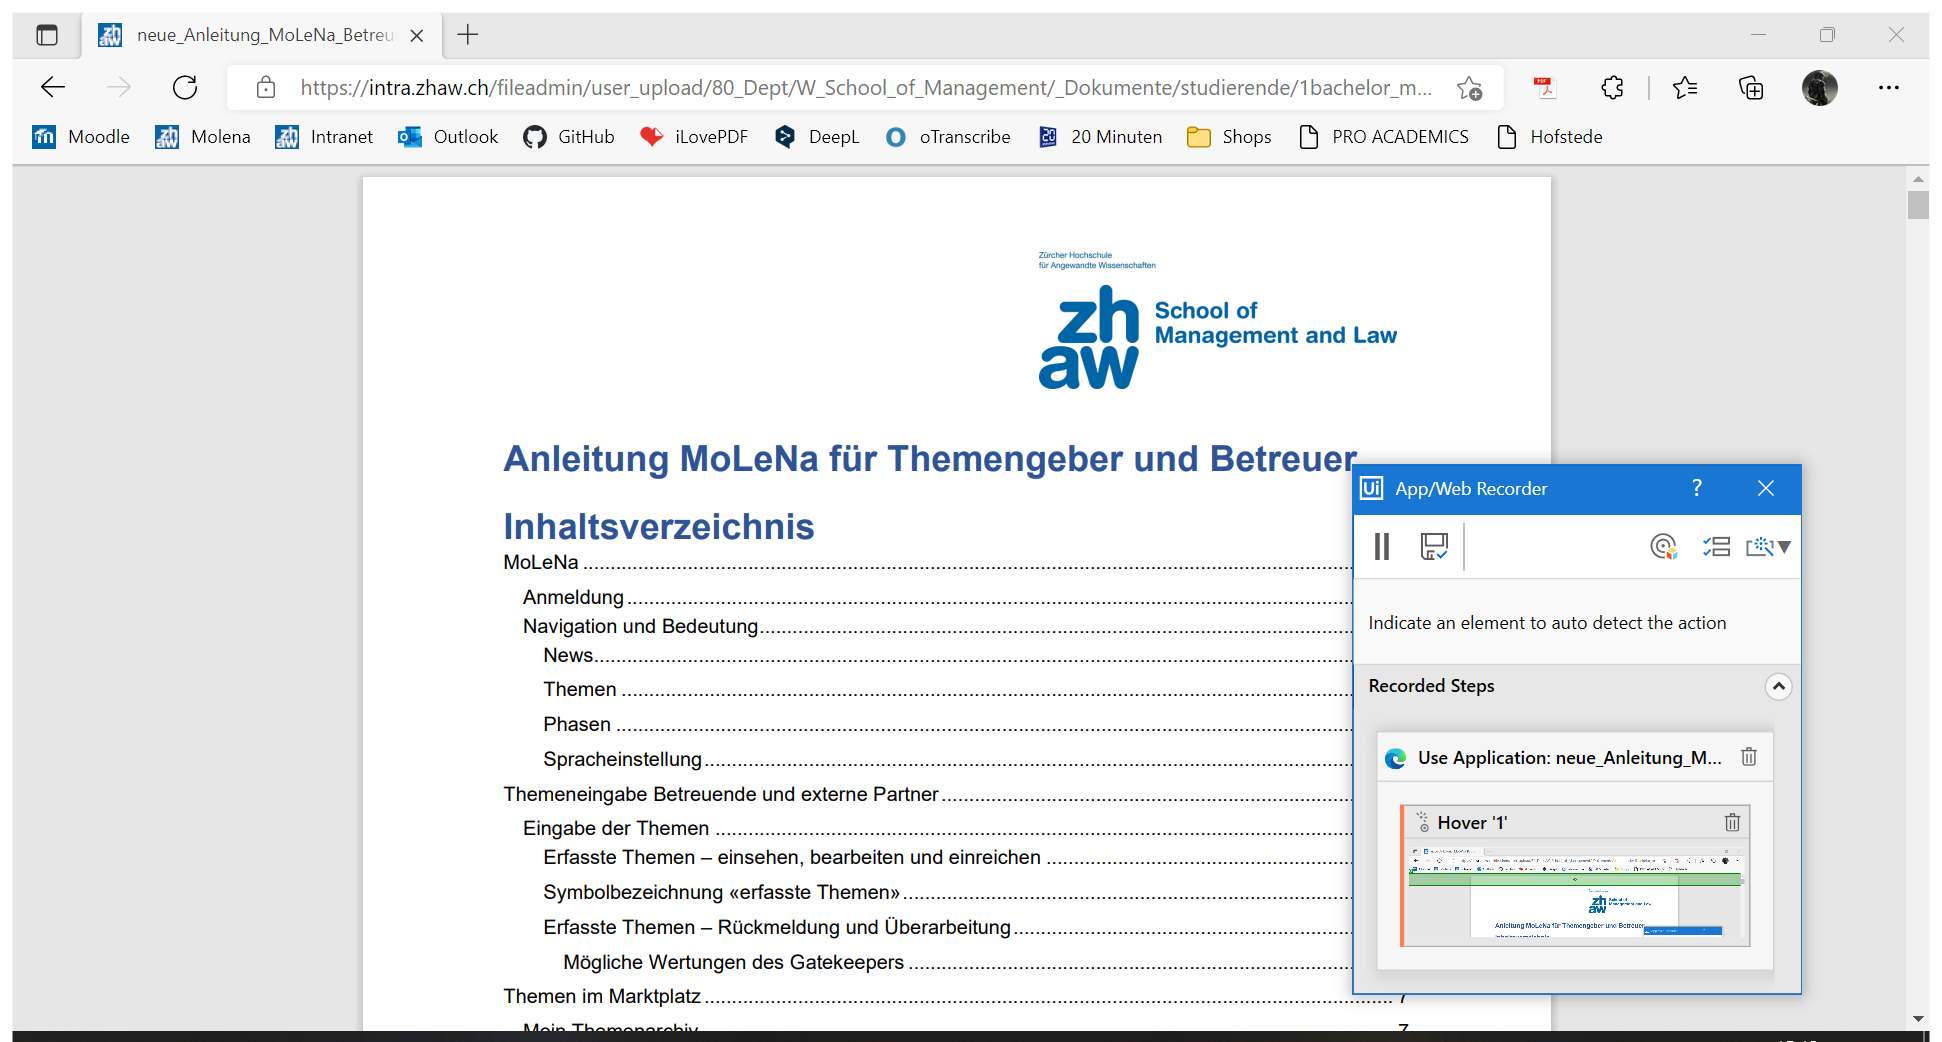 neue_Anleitung_MoLeNa_Betreu
https://intra.zhaw.ch/fileadmin/user_upload/80_Dept/W_School_of_Management/_Dokumente/studierende/1bachelor_m...
Moodle Molena Intranet Outlook GitHub iLovePDF DeepL oTranscribe 20 Minuten Shops PRO ACADEMICS Hofstede
Zürcher Hochschule
für Angewandte Wissenschaften
zh
aw
School of
Management and Law
Anleitung MoLeNa für Themengeber und Betreuer
Inhaltsverzeichnis
MoLeNa
Anmeldung
Navigation und Bedeutung
News
Themen
Phasen
Spracheinstellung
Themeneingabe Betreuende und externe Partner
Eingabe der Themen
Erfasste Themen – einsehen, bearbeiten und einreichen
Symbolbezeichnung «erfasste Themen»
Erfasste Themen – Rückmeldung und Überarbeitung
Mögliche Wertungen des Gatekeepers
Themen im Marktplatz 7
Mein Themenarchiv 7
Ui App/Web Recorder ?
Indicate an element to auto detect the action
Recorded Steps
Use Application: neue_Anleitung_M...
Hover '1'
zh
aw
Anleitung MoLeNa für Themengeber und Betreuer